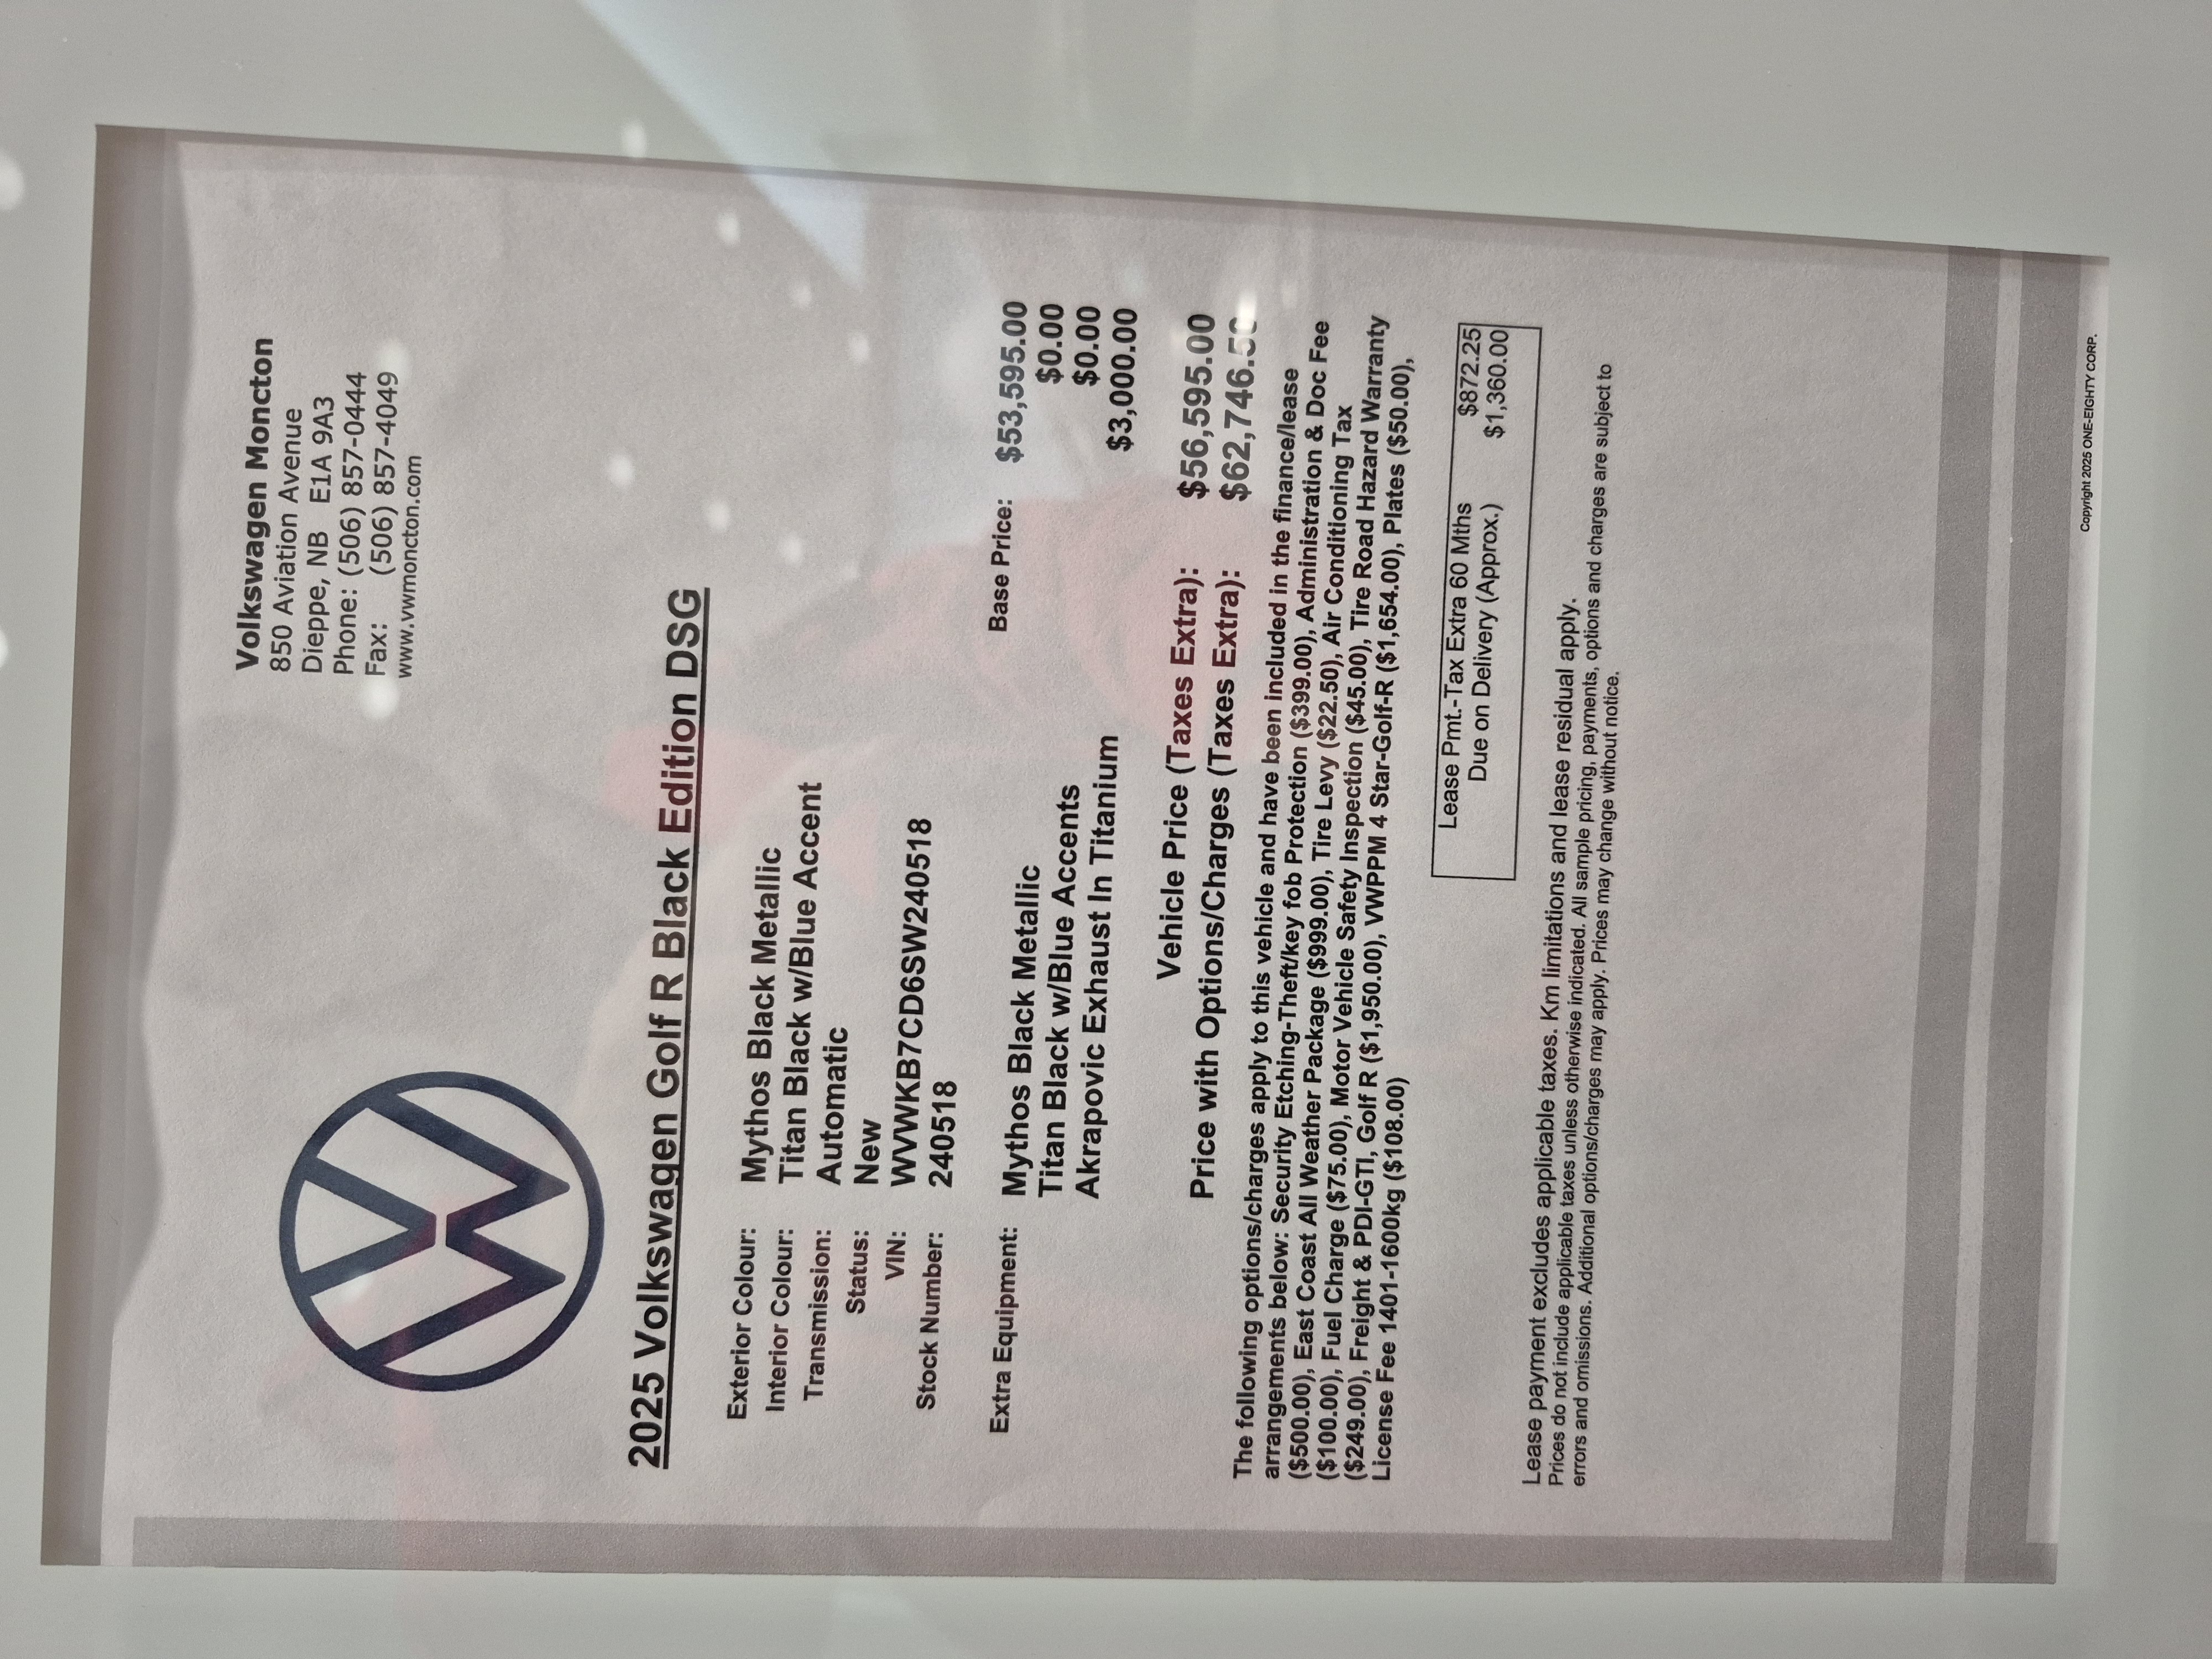 Volkswagen Moncton
850 Aviation Avenue
Dieppe, NB E1A 9A3
Phone: (506) 857-0444
Fax: (506) 857-4049
www.vwmoncton.com
2025 Volkswagen Golf R Black Edition DSG
Exterior Colour: Mythos Black Metallic
Interior Colour: Titan Black w/Blue Accent
Transmission: Automatic
Status: New
VIN: WVWKB7CD6SW240518
Stock Number: 240518
Base Price: $53,595.00
Extra Equipment: Mythos Black Metallic $0.00
Titan Black w/Blue Accents $0.00
Akrapovic Exhaust In Titanium $3,000.00
Vehicle Price (Taxes Extra): $56,595.00
Price with Options/Charges (Taxes Extra): $62,746.50
The following options/charges apply to this vehicle and have been included in the finance/lease
arrangements below: Security Etching-Theft/key fob Protection ($399.00), Administration & Doc Fee
($500.00), East Coast All Weather Package ($999.00), Tire Levy ($22.50), Air Conditioning Tax
($100.00), Fuel Charge ($75.00), Motor Vehicle Safety Inspection ($45.00), Tire Road Hazard Warranty
($249.00), Freight & PDI-GTI, Golf R ($1,950.00), VWPPM 4 Star-Golf-R ($1,654.00), Plates ($50.00),
License Fee 1401-1600kg ($108.00)
Lease Pmt.-Tax Extra 60 Mths $872.25
Due on Delivery (Approx.) $1,360.00
Lease payment excludes applicable taxes. Km limitations and lease residual apply.
Prices do not include applicable taxes unless otherwise indicated. All sample pricing, payments, options and charges are subject to
errors and omissions. Additional options/charges may apply. Prices may change without notice.
Copyright 2025 ONE-EIGHTY CORP.